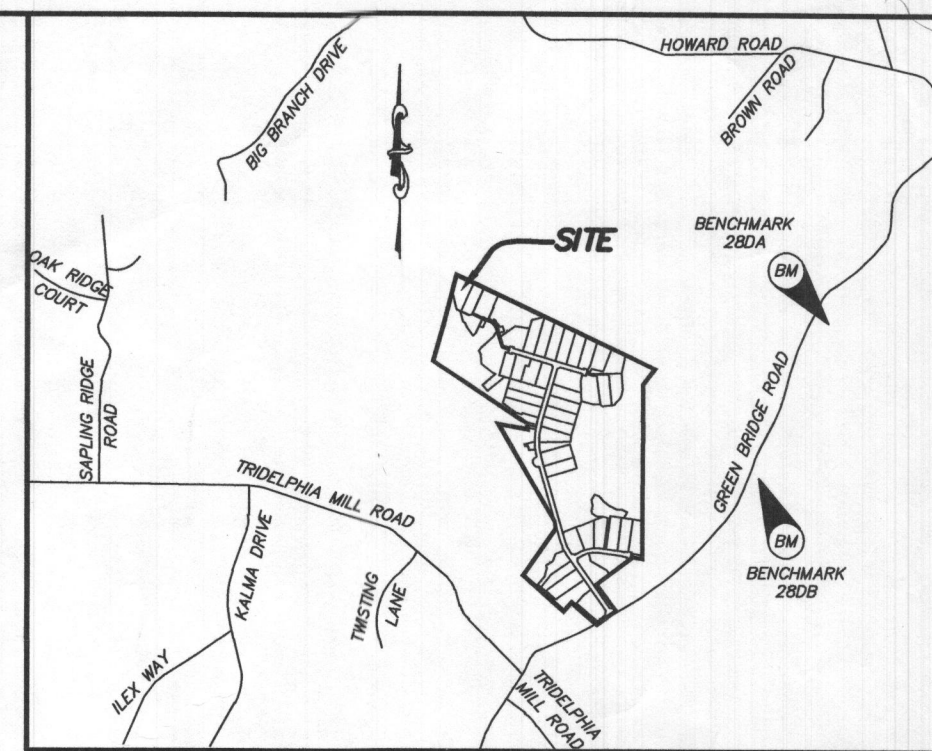 HOWARD ROAD
BIG BRANCH DRIVE
BROWN ROAD
BENCHMARK
28DA
BM
SITE
OAK RIDGE
COURT
SAPLING RIDGE
ROAD
GREEN BRIDGE ROAD
TRIDELPHIA MILL ROAD
KALMIA DRIVE
TWISTING
LANE
BM
BENCHMARK
28DB
ILEX WAY
TRIDELPHIA
MILL ROAD